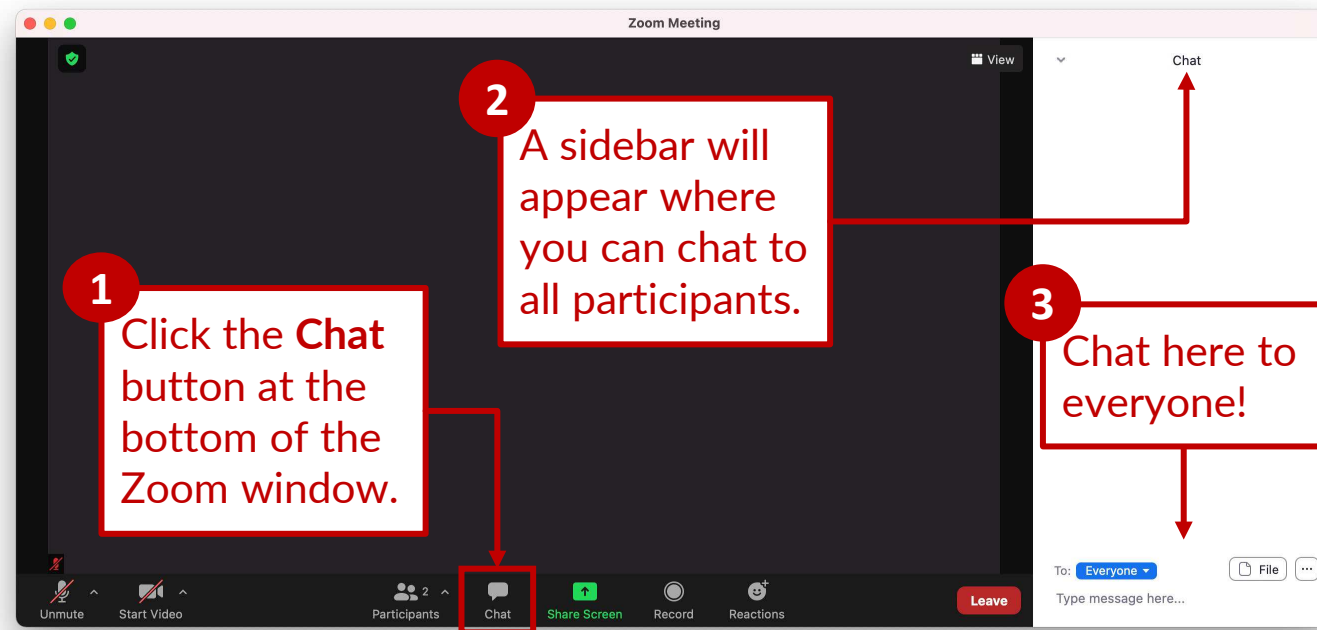 Zoom Meeting
View
Chat
2
A sidebar will
appear where
you can chat to
all participants.
1
Click the Chat
button at the
bottom of the
Zoom window.
3
Chat here to
everyone!
To: Everyone
File
Type message here...
Unmute
Start Video
2
Participants
Chat
Share Screen
Record
Reactions
Leave